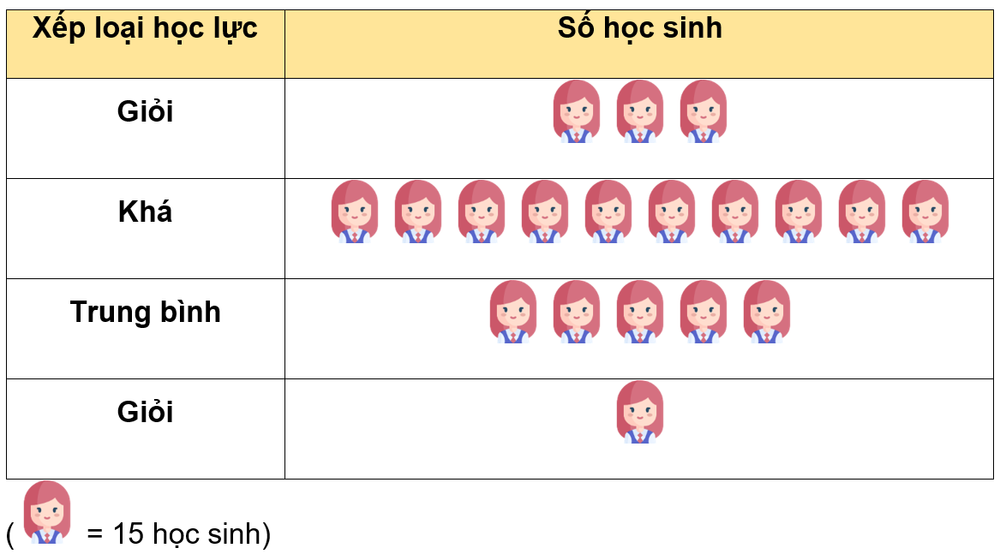 Xếp loại học lực Số học sinh
Giỏi
Khá
Trung bình
Giỏi
( = 15 học sinh)